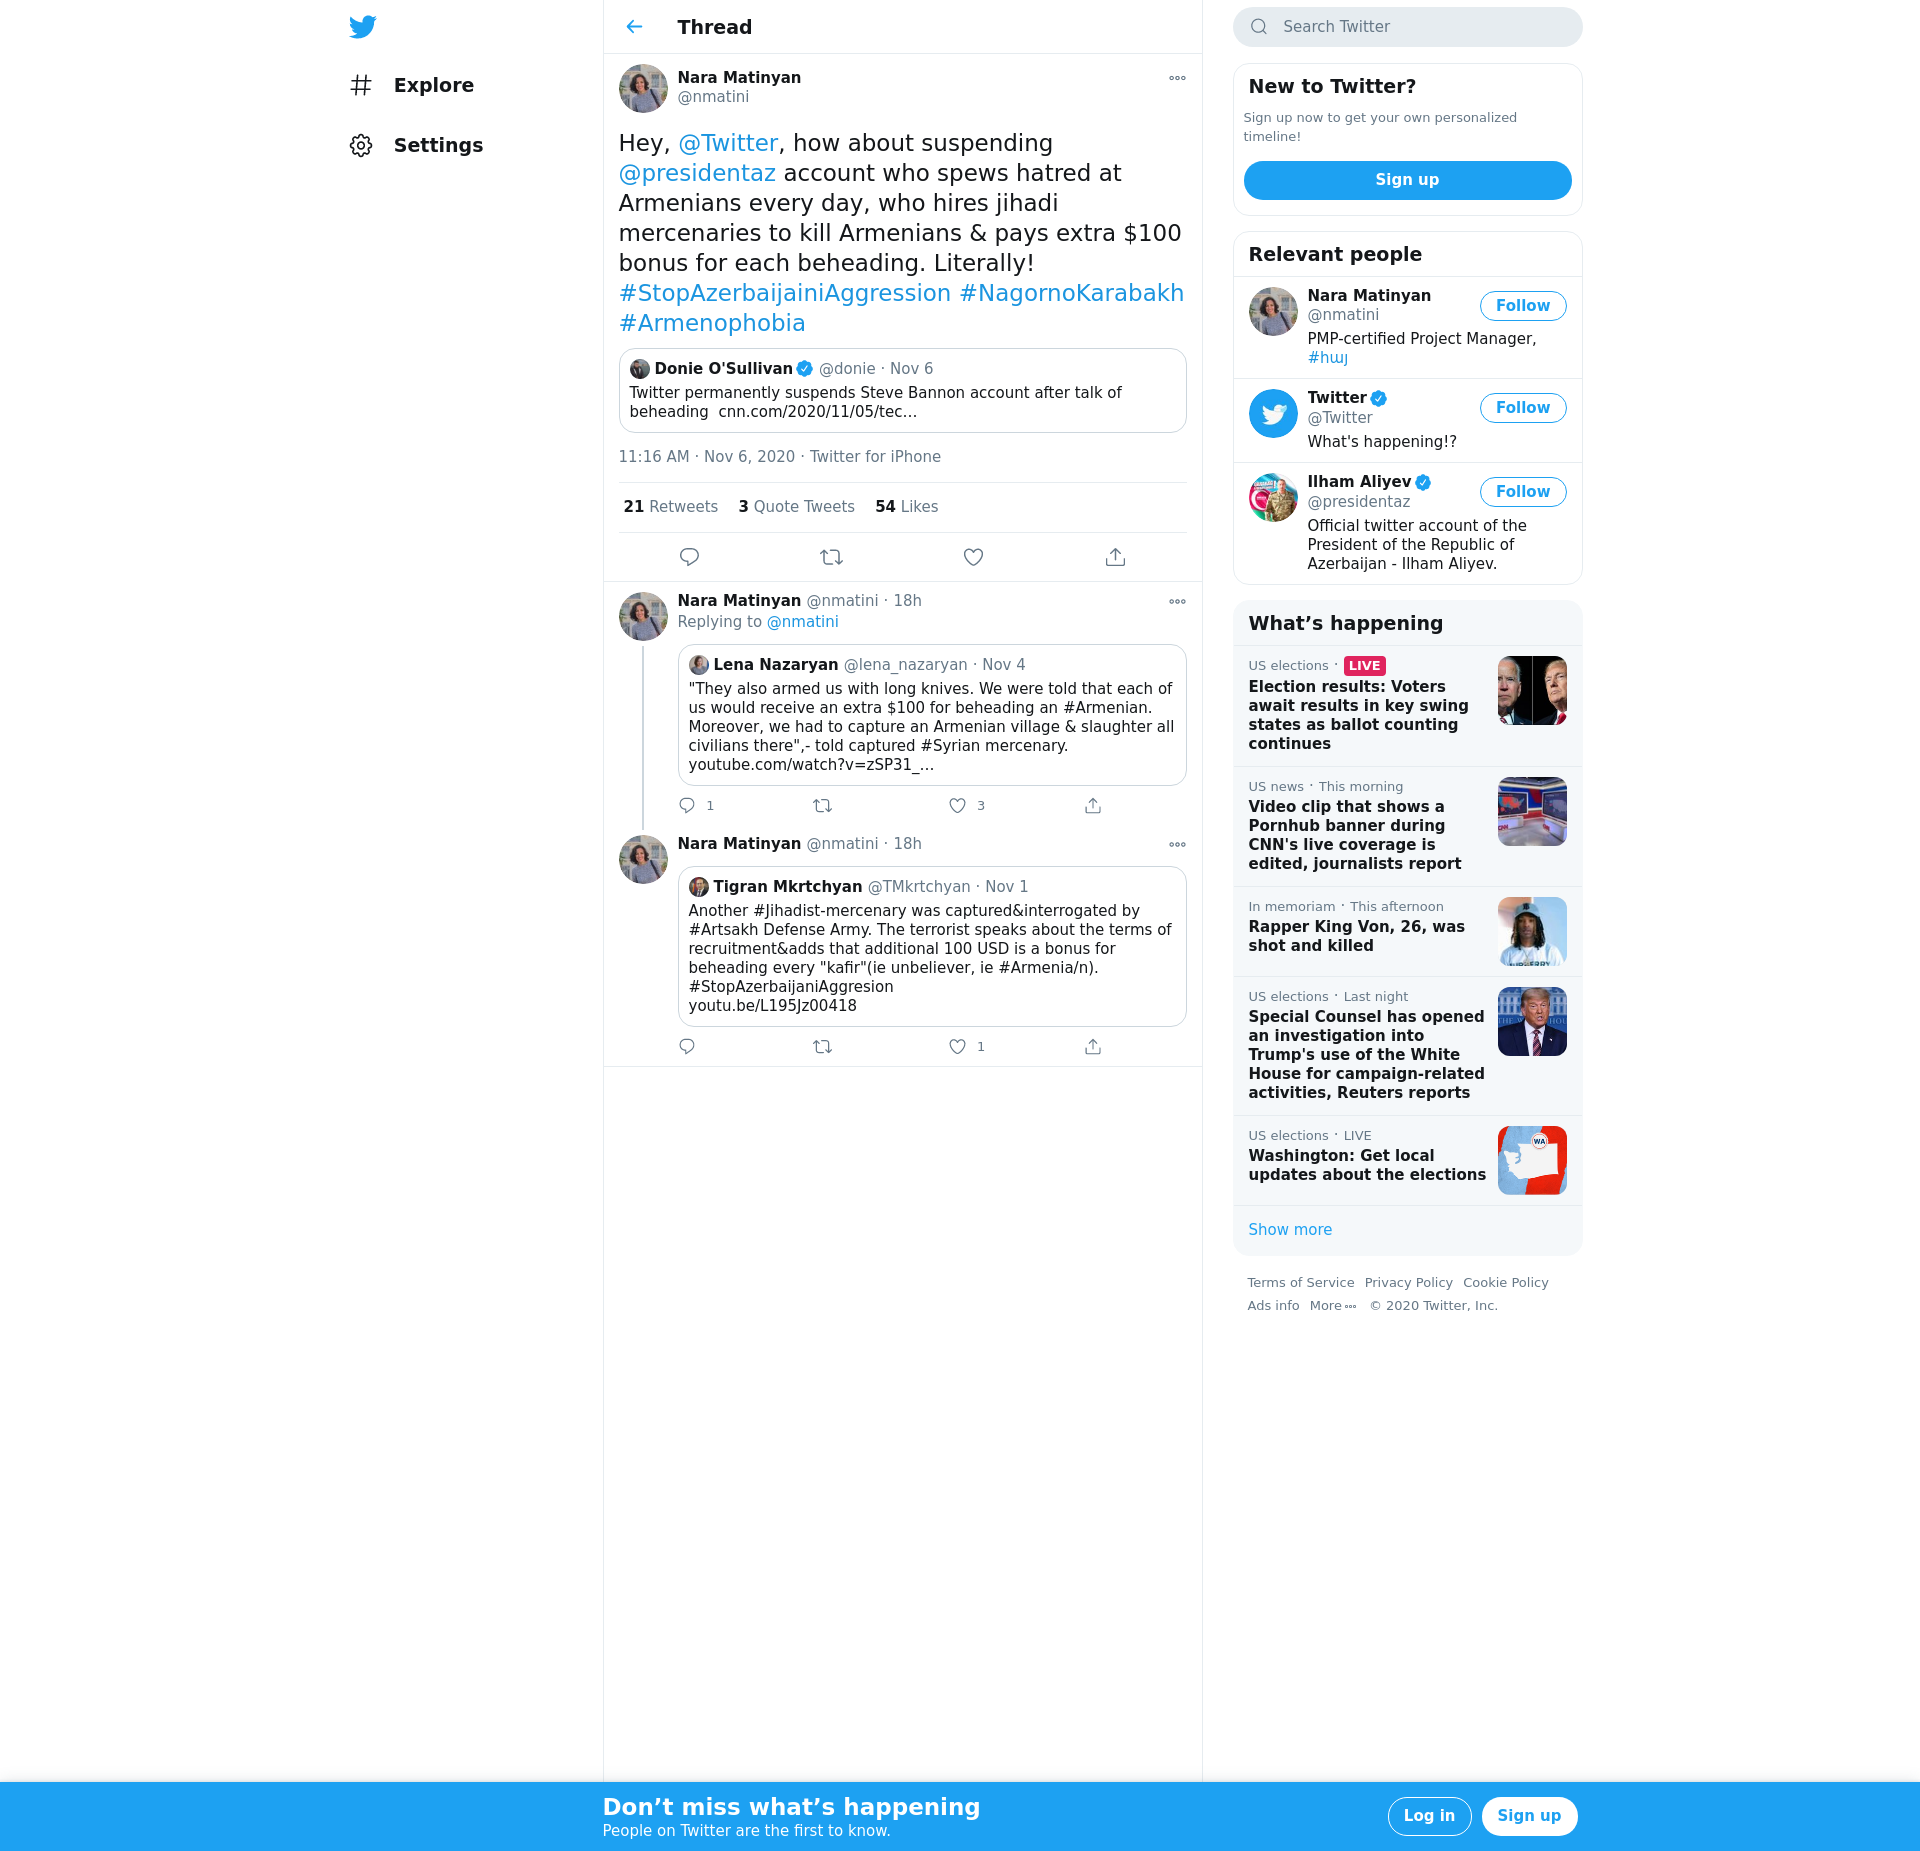 Explore
Settings
Thread
Nara Matinyan
@nmatini
Hey, @Twitter, how about suspending
@presidentaz account who spews hatred at
Armenians every day, who hires jihadi
mercenaries to kill Armenians & pays extra $100
bonus for each beheading. Literally!
#StopAzerbaijainiAggression #NagornoKarabakh
#Armenophobia
Donie O'Sullivan @donie · Nov 6
Twitter permanently suspends Steve Bannon account after talk of
beheading cnn.com/2020/11/05/tec…
11:16 AM · Nov 6, 2020 · Twitter for iPhone
21 Retweets 3 Quote Tweets 54 Likes
Nara Matinyan @nmatini · 18h
Replying to @nmatini
Lena Nazaryan @lena_nazaryan · Nov 4
"They also armed us with long knives. We were told that each of
us would receive an extra $100 for beheading an #Armenian.
Moreover, we had to capture an Armenian village & slaughter all
civilians there",- told captured #Syrian mercenary.
youtube.com/watch?v=zSP31_…
1 3
Nara Matinyan @nmatini · 18h
Tigran Mkrtchyan @TMkrtchyan · Nov 1
Another #Jihadist-mercenary was captured&interrogated by
#Artsakh Defense Army. The terrorist speaks about the terms of
recruitment&adds that additional 100 USD is a bonus for
beheading every "kafir"(ie unbeliever, ie #Armenia/n).
#StopAzerbaijaniAggresion
youtu.be/L195Jz00418
1
Search Twitter
New to Twitter?
Sign up now to get your own personalized
timeline!
Sign up
Relevant people
Nara Matinyan
@nmatini
Follow
PMP-certified Project Manager,
#հայ
Twitter
@Twitter
Follow
What's happening!?
Ilham Aliyev
@presidentaz
Follow
Official twitter account of the
President of the Republic of
Azerbaijan - Ilham Aliyev.
What’s happening
US elections · LIVE
Election results: Voters
await results in key swing
states as ballot counting
continues
US news · This morning
Video clip that shows a
Pornhub banner during
CNN's live coverage is
edited, journalists report
In memoriam · This afternoon
Rapper King Von, 26, was
shot and killed
US elections · Last night
Special Counsel has opened
an investigation into
Trump's use of the White
House for campaign-related
activities, Reuters reports
US elections · LIVE
Washington: Get local
updates about the elections
WA
Show more
Terms of Service Privacy Policy Cookie Policy
Ads info More © 2020 Twitter, Inc.
Don’t miss what’s happening
People on Twitter are the first to know.
Log in
Sign up